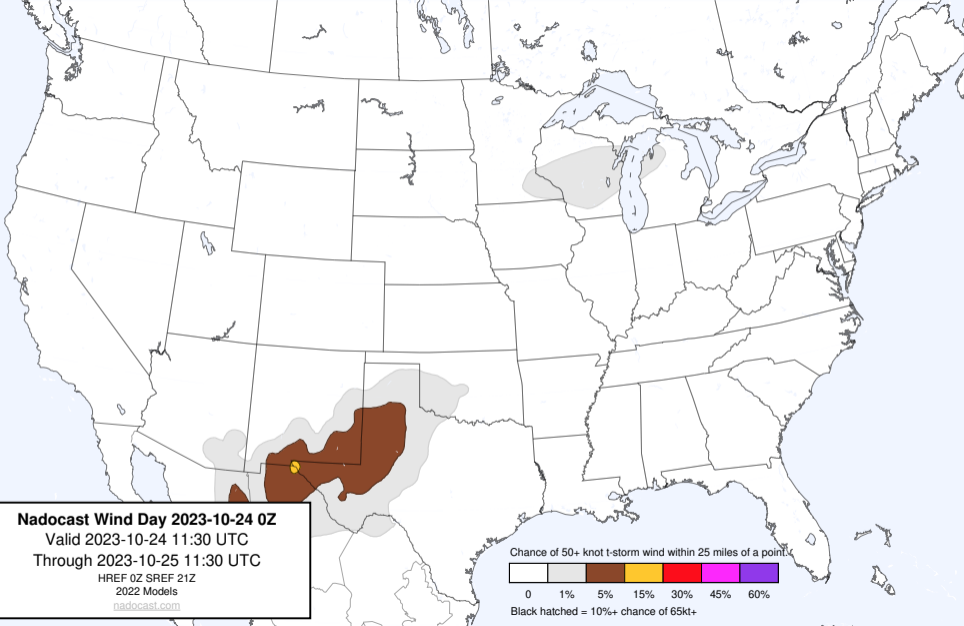 Nadocast Wind Day 2023-10-24 0Z
Valid 2023-10-24 11:30 UTC
Through 2023-10-25 11:30 UTC
HREF 0Z SREF 21Z
2022 Models
nadocast.com
Chance of 50+ knot t-storm wind within 25 miles of a point.
0 1% 5% 15% 30% 45% 60%
Black hatched = 10%+ chance of 65kt+